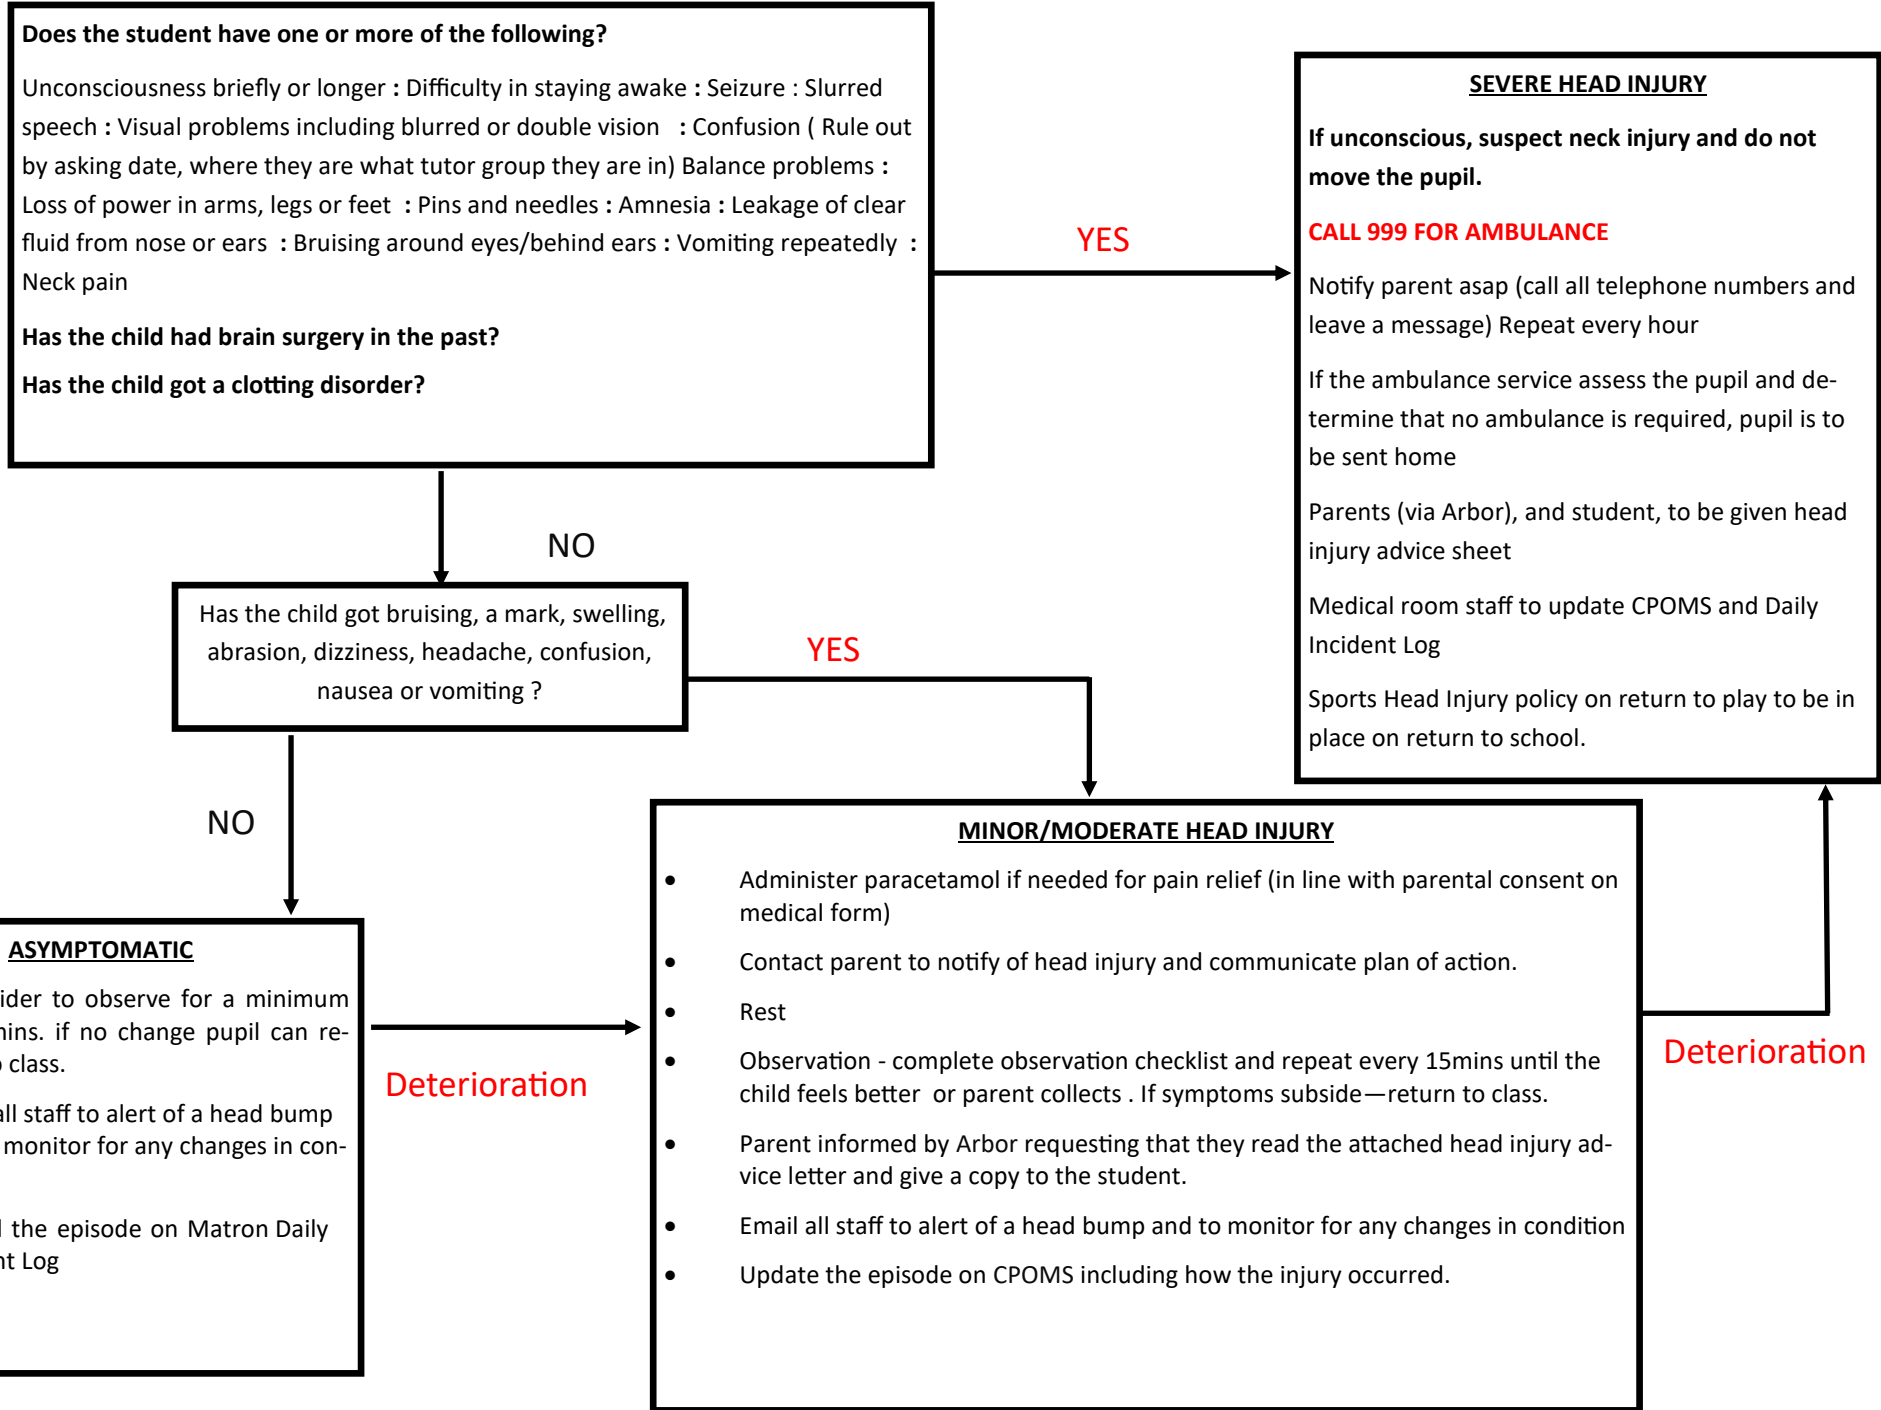 Does the student have one or more of the following?
Unconsciousness briefly or longer : Difficulty in staying awake : Seizure : Slurred
speech : Visual problems including blurred or double vision : Confusion ( Rule out
by asking date, where they are what tutor group they are in) Balance problems :
Loss of power in arms, legs or feet : Pins and needles : Amnesia : Leakage of clear
fluid from nose or ears : Bruising around eyes/behind ears : Vomiting repeatedly :
Neck pain
Has the child had brain surgery in the past?
Has the child got a clotting disorder?
YES
SEVERE HEAD INJURY
If unconscious, suspect neck injury and do not
move the pupil.
CALL 999 FOR AMBULANCE
Notify parent asap (call all telephone numbers and
leave a message) Repeat every hour
If the ambulance service assess the pupil and de-
termine that no ambulance is required, pupil is to
be sent home
Parents (via Arbor), and student, to be given head
injury advice sheet
Medical room staff to update CPOMS and Daily
Incident Log
Sports Head Injury policy on return to play to be in
place on return to school.
NO
Has the child got bruising, a mark, swelling,
abrasion, dizziness, headache, confusion,
nausea or vomiting ?
YES
NO
ASYMPTOMATIC
to observe for a minimum
if no change pupil can re-
class.
all staff to alert of a head bump
monitor for any changes in con-
the episode on Matron Daily
Log
Deterioration
MINOR/MODERATE HEAD INJURY
• Administer paracetamol if needed for pain relief (in line with parental consent on
medical form)
• Contact parent to notify of head injury and communicate plan of action.
• Rest
• Observation - complete observation checklist and repeat every 15mins until the
child feels better or parent collects . If symptoms subside—return to class.
• Parent informed by Arbor requesting that they read the attached head injury ad-
vice letter and give a copy to the student.
• Email all staff to alert of a head bump and to monitor for any changes in condition
• Update the episode on CPOMS including how the injury occurred.
Deterioration